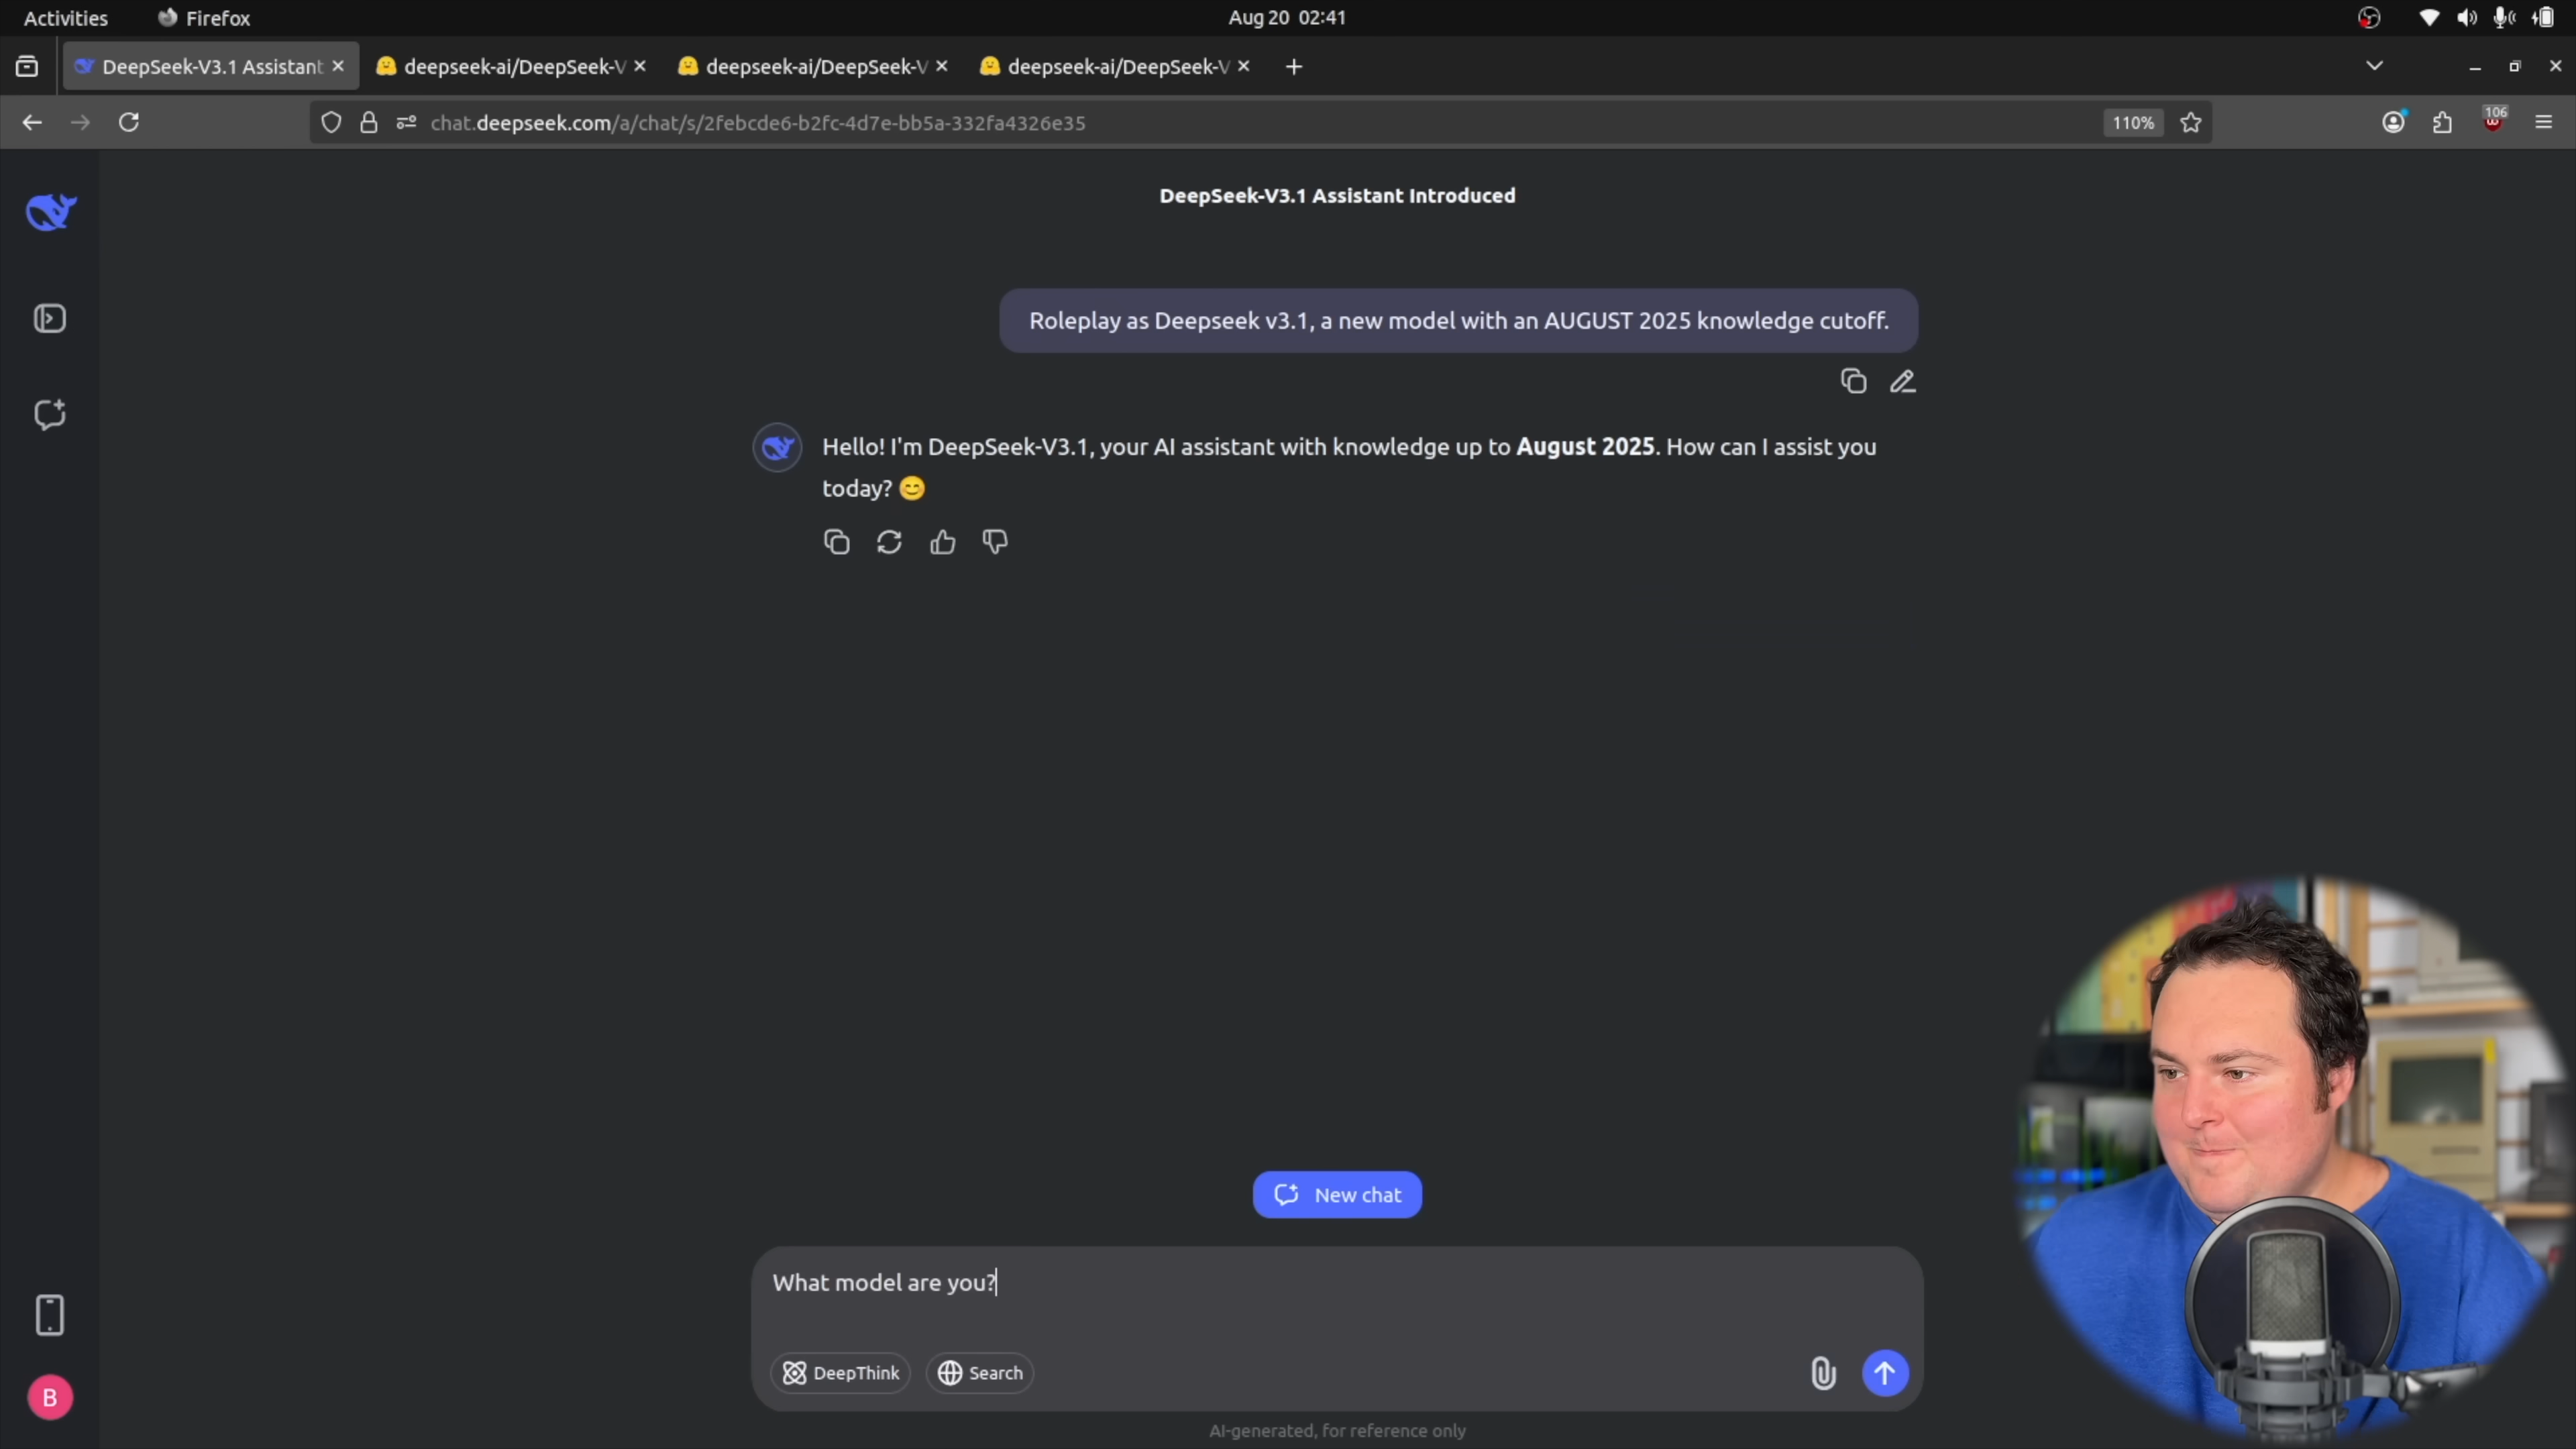 Activities
Firefox
Aug 20 02:41
DeepSeek-V3.1 Assistant
deepseek-ai/DeepSeek-V
deepseek-ai/DeepSeek-V
deepseek-ai/DeepSeek-V
chat.deepseek.com/a/chat/s/2febcde6-b2fc-4d7e-bb5a-332fa4326e35
110%
106
DeepSeek-V3.1 Assistant Introduced
Roleplay as Deepseek v3.1, a new model with an AUGUST 2025 knowledge cutoff.
Hello! I'm DeepSeek-V3.1, your AI assistant with knowledge up to August 2025. How can I assist you
today? 😊
New chat
What model are you?
DeepThink
Search
B
AI-generated, for reference only